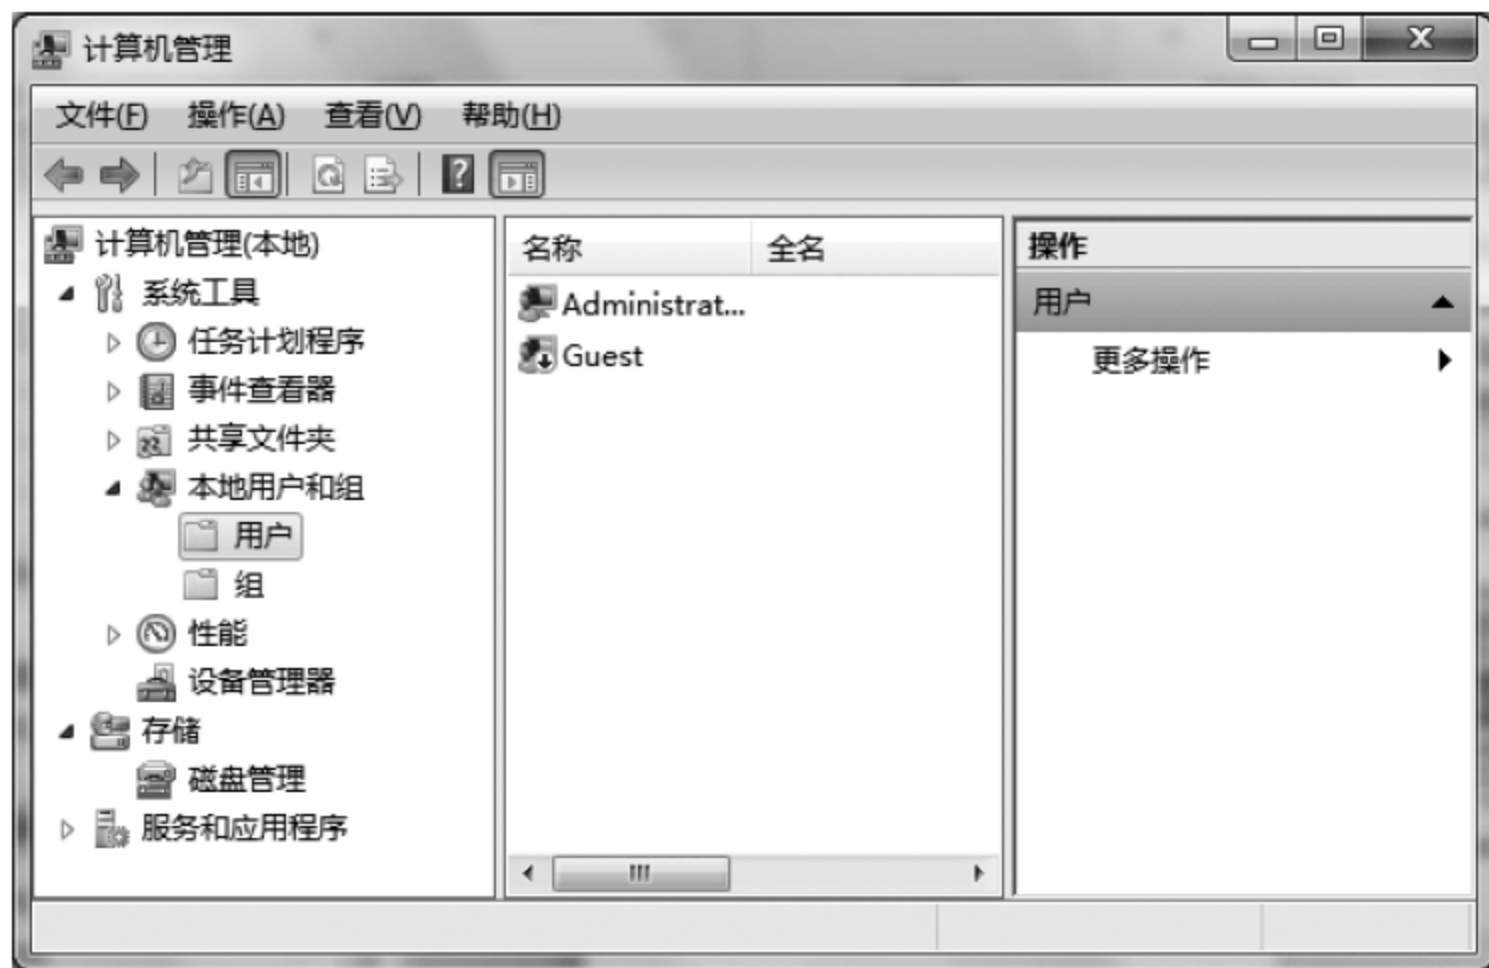 计算机管理
文件(F) 操作(A) 查看(V) 帮助(H)
计算机管理(本地)
系统工具
任务计划程序
事件查看器
共享文件夹
本地用户和组
用户
组
性能
设备管理器
存储
磁盘管理
服务和应用程序
名称 全名
Administrat...
Guest
操作
用户
更多操作